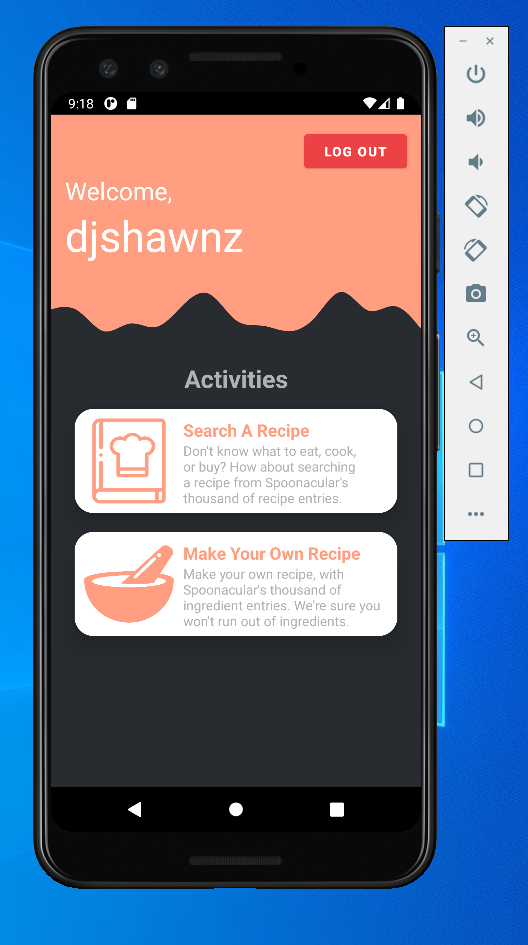 9:18
LOG OUT
Welcome,
djshawnz
Activities
Search A Recipe
Don't know what to eat, cook,
or buy? How about searching
a recipe from Spoonacular's
thousand of recipe entries.
Make Your Own Recipe
Make your own recipe, with
Spoonacular's thousand of
ingredient entries. We're sure you
won't run out of ingredients.